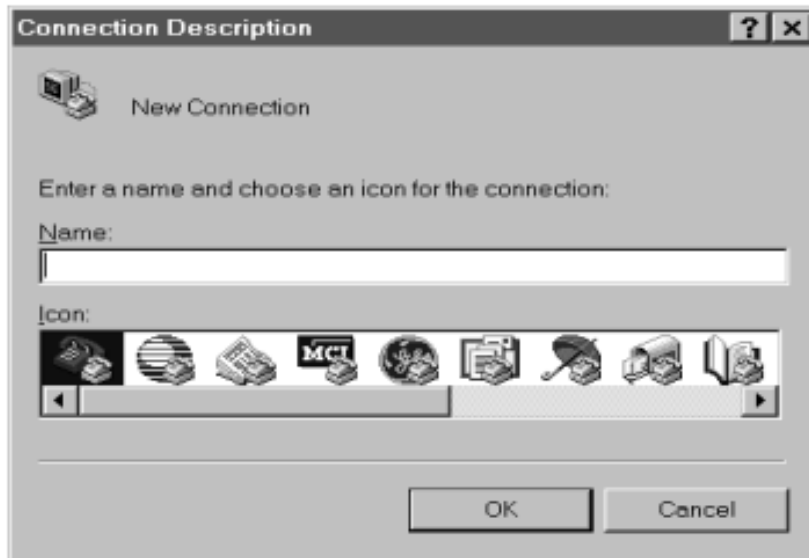 Connection Description
New Connection
Enter a name and choose an icon for the connection:
Name:
Icon:
MCI
OK
Cancel